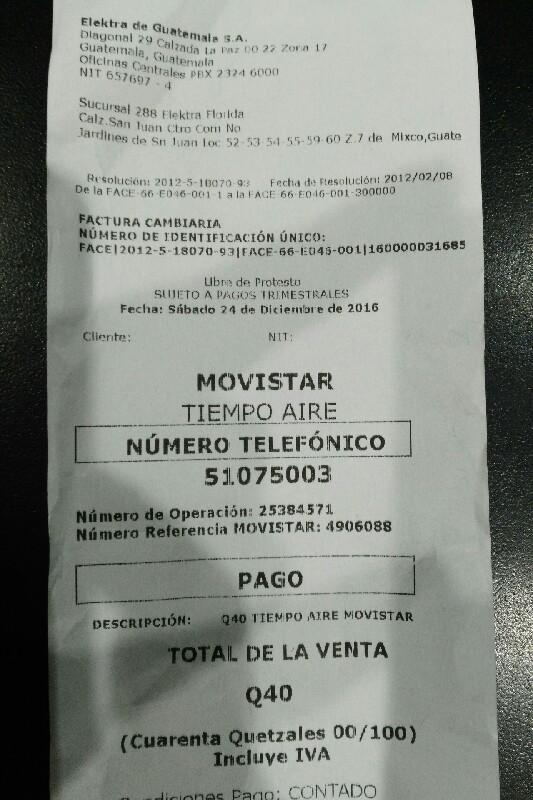 Elektra de Guatemala S.A.
Diagonal 29 Calzada La Paz 00 22 Zona 17
Guatemala, Guatemala
Oficinas Centrales PBX 2324 6000
NIT 657697 - 4
Sucursal 288 Elektra Florida
Calz.San Juan Ctro Com No
Jardines de Sn Juan Loc 52-53-54-55-59-60 Z.7 de Mixco,Guate
Resolución: 2012-5-18070-93 Fecha de Resolución: 2012/02/08
De la FACE-66-E046-001-1 a la FACE-66-E046-001-300000
FACTURA CAMBIARIA
NÚMERO DE IDENTIFICACIÓN ÚNICO:
FACE|2012-5-18070-93|FACE-66-E046-001|160000031685
Libre de Protesto
SUJETO A PAGOS TRIMESTRALES
Fecha: Sábado 24 de Diciembre de 2016
Cliente: NIT:
MOVISTAR
TIEMPO AIRE
NÚMERO TELEFÓNICO
51075003
Número de Operación: 25384571
Número Referencia MOVISTAR: 4906088
PAGO
DESCRIPCIÓN: Q40 TIEMPO AIRE MOVISTAR
TOTAL DE LA VENTA
Q40
(Cuarenta Quetzales 00/100)
Incluye IVA
Condiciones Pago: CONTADO